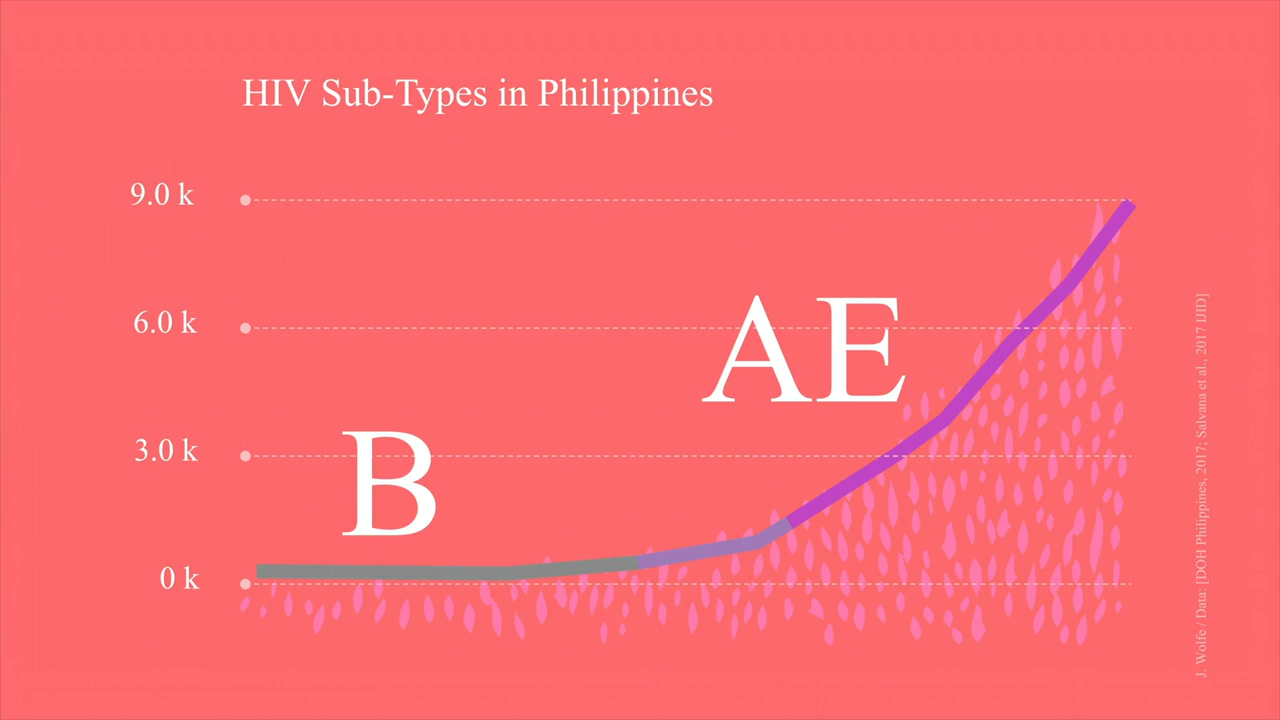 HIV Sub-Types in Philippines
9.0 k
6.0 k
AE
3.0 k
B
0 k
J. Wolfe / Data: [DOH Philippines, 2017; Salvana et al., 2017 IJID]